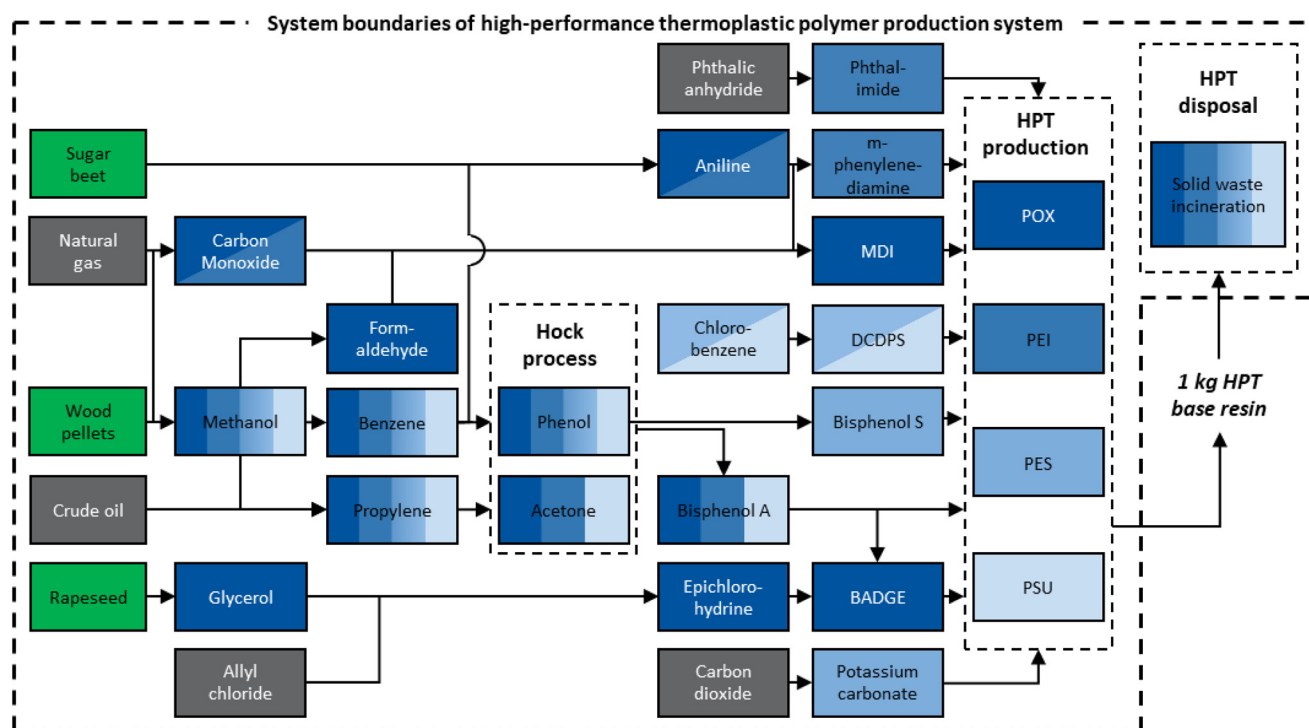 System boundaries of high-performance thermoplastic polymer production system
Phthalic
anhydride
Phthal-
imide
HPT
disposal
Solid waste
incineration
HPT
production
Sugar
beet
Aniline
m-
phenylene-
diamine
POX
Natural
gas
Carbon
Monoxide
MDI
Form-
aldehyde
Hock
process
Chloro-
benzene
DCDPS
PEI
1 kg HPT
base resin
Wood
pellets
Methanol
Benzene
Phenol
Bisphenol S
PES
Crude oil
Propylene
Acetone
Bisphenol A
Rapeseed
Glycerol
Epichloro-
hydrine
BADGE
PSU
Allyl
chloride
Carbon
dioxide
Potassium
carbonate